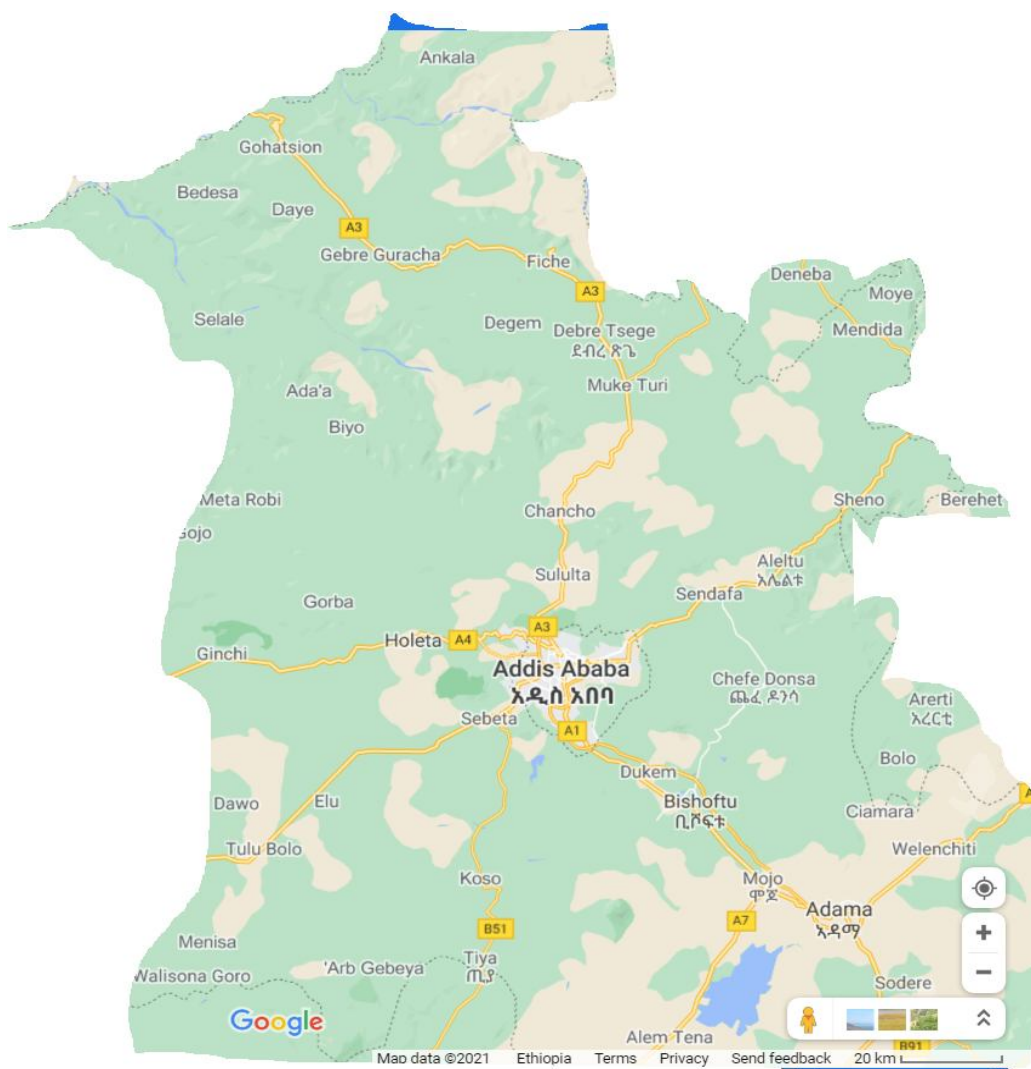 Ankala
Gohatsion
Bedesa
Daye
A3
Gebre Guracha
Fiche
Deneba
Moye
A3
Selale
Degem
Debre Tsege
ደብረ ጽጌ
Mendida
Muke Turi
Ada'a
Biyo
Meta Robi
Sheno
Berehet
Chancho
Gojo
Aleltu
አሌልቱ
Sululta
Sendafa
Gorba
A3
Holeta
A4
Ginchi
Addis Ababa
አዲስ አበባ
Chefe Donsa
ጨፌ ዶንሳ
Arerti
አረርቲ
Sebeta
A1
Bolo
Dukem
Dawo
Elu
Bishoftu
ቢሾፍቱ
Ciamara
Tulu Bolo
Welenchiti
Koso
Mojo
ሞጆ
Adama
አዳማ
A7
B51
Menisa
Tiya
ጢያ
Walisona Goro
'Arb Gebeya
Sodere
Google
Alem Tena
B91
Map data ©2021 Ethiopia Terms Privacy Send feedback 20 km